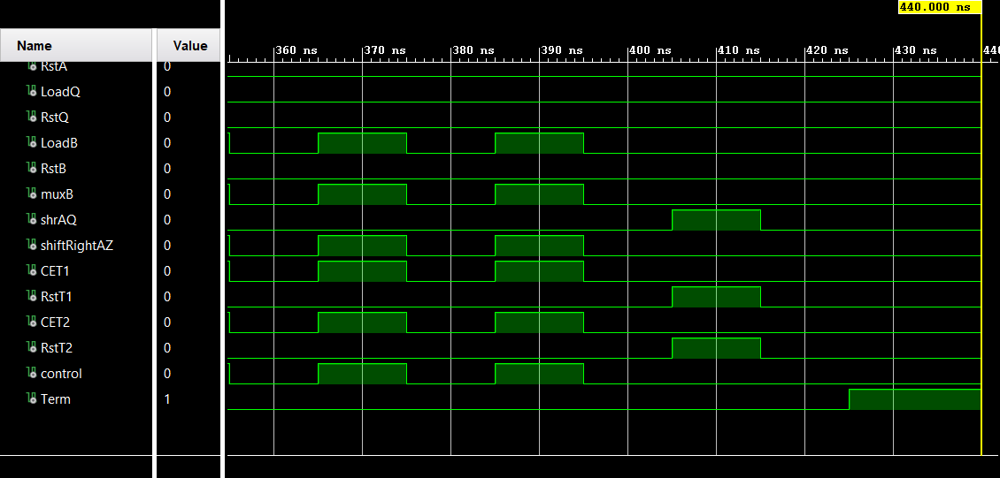 440.000 ns
Name Value
360 ns 370 ns 380 ns 390 ns 400 ns 410 ns 420 ns 430 ns 440
RstA 0
LoadQ 0
RstQ 0
LoadB 0
RstB 0
muxB 0
shrAQ 0
shiftRightAZ 0
CET1 0
RstT1 0
CET2 0
RstT2 0
control 0
Term 1